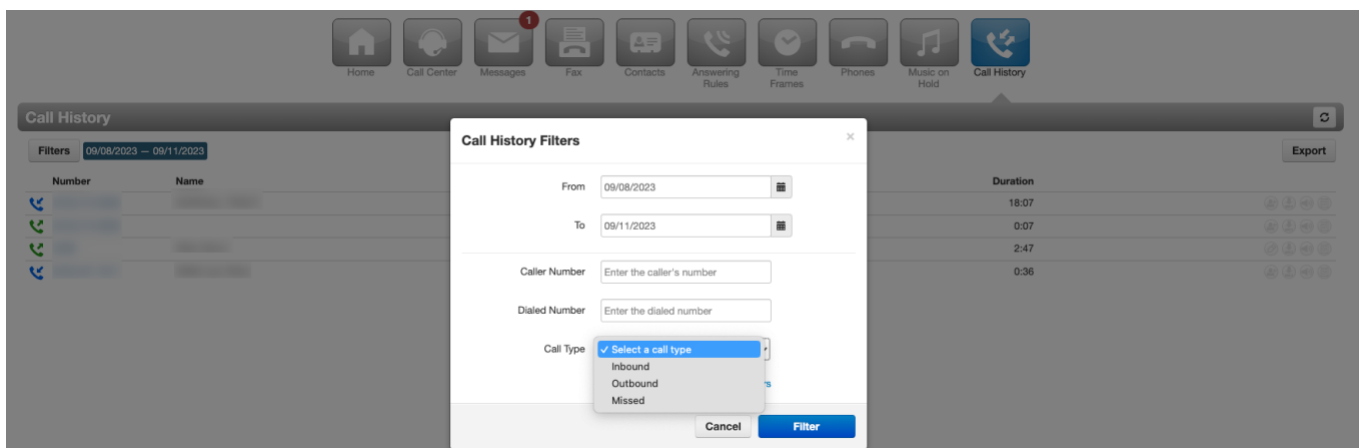 1
Home
Call Center
Messages
Fax
Contacts
Answering Rules
Time Frames
Phones
Music on Hold
Call History
Call History
Filters 09/08/2023 — 09/11/2023
Export
Number Name Duration
18:07
0:07
2:47
0:36
Call History Filters ×
From 09/08/2023
To 09/11/2023
Caller Number Enter the caller's number
Dialed Number Enter the dialed number
Call Type ✓ Select a call type
Inbound
Outbound
Missed
Cancel Filter